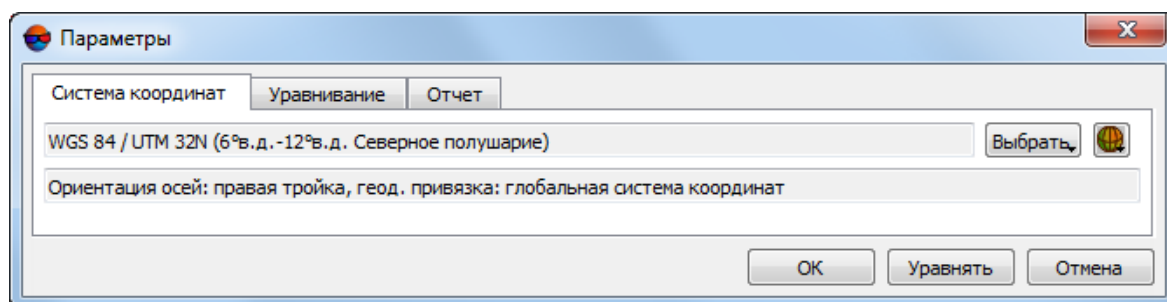 Параметры
Система координат Уравнивание Отчет
WGS 84 / UTM 32N (6°в.д.-12°в.д. Северное полушарие) Выбрать
Ориентация осей: правая тройка, геод. привязка: глобальная система координат
OK Уравнять Отмена